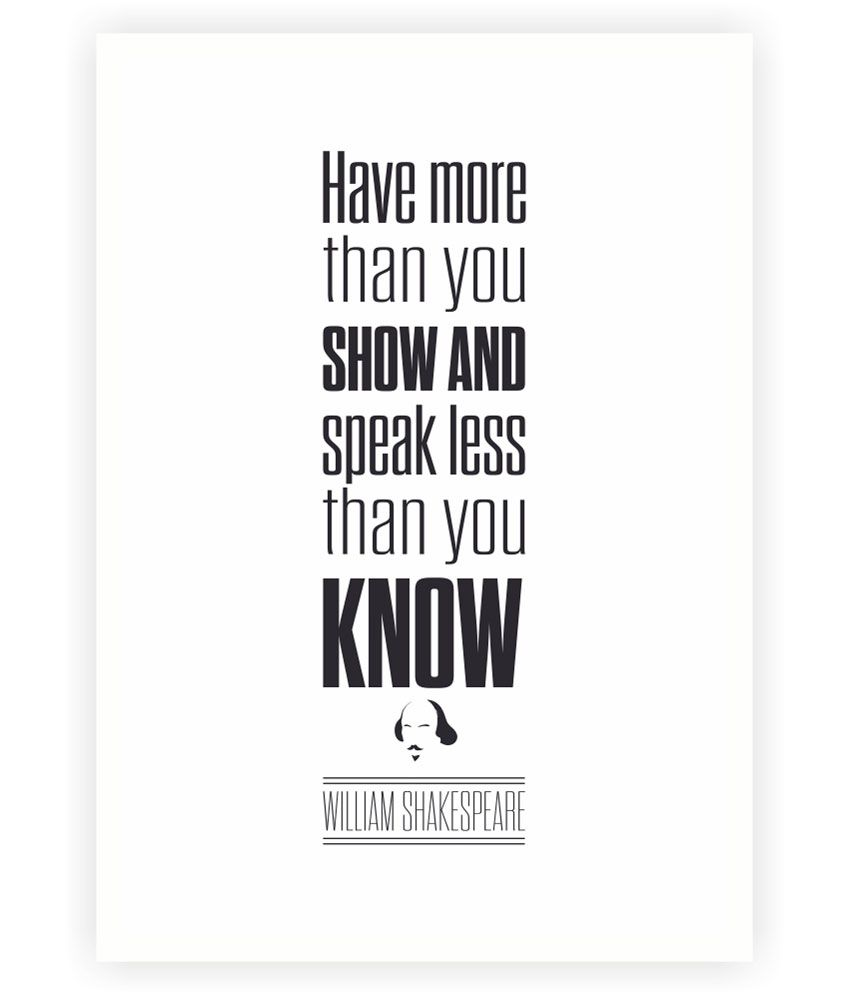 Have more
than you
SHOW AND
speak less
than you
KNOW
WILLIAM SHAKESPEARE